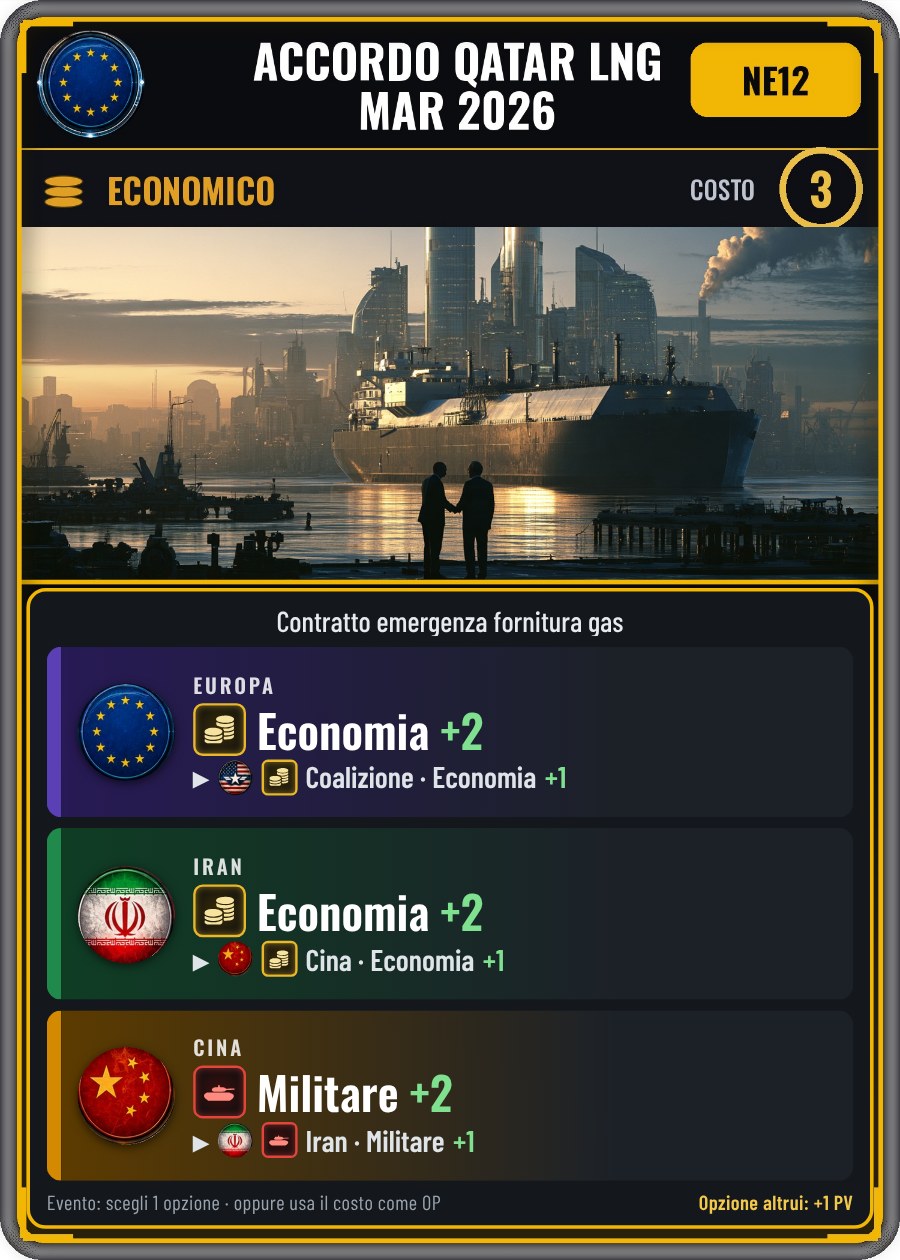 ACCORDO QATAR LNG
MAR 2026
NE12
ECONOMICO
COSTO 3
Contratto emergenza fornitura gas
EUROPA
Economia +2
▶ Coalizione · Economia +1
IRAN
Economia +2
▶ Cina · Economia +1
CINA
Militare +2
▶ Iran · Militare +1
Evento: scegli 1 opzione · oppure usa il costo come OP
Opzione altrui: +1 PV